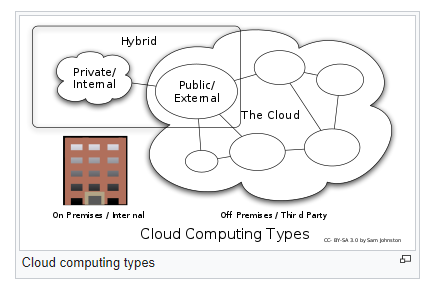 Hybrid
Private/
Internal
Public/
External
The Cloud
On Premises / Internal
Off Premises / Third Party
Cloud Computing Types
CC- BY-SA 3.0 by Sam Johnston
Cloud computing types